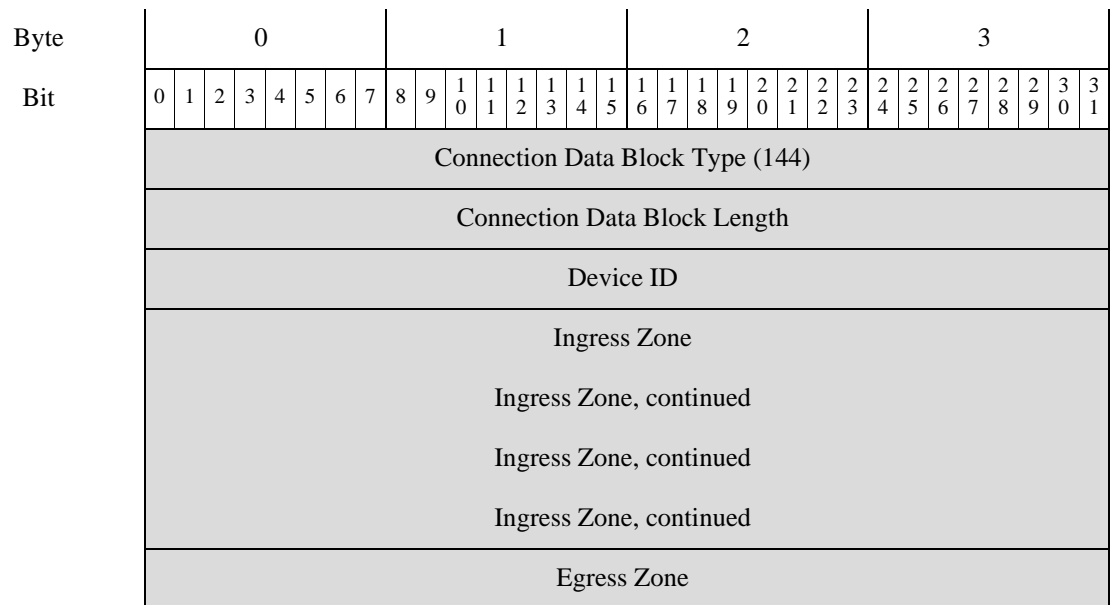 Byte 0 1 2 3
Bit 0 1 2 3 4 5 6 7 8 9 10 11 12 13 14 15 16 17 18 19 20 21 22 23 24 25 26 27 28 29 30 31
Connection Data Block Type (144)
Connection Data Block Length
Device ID
Ingress Zone
Ingress Zone, continued
Ingress Zone, continued
Ingress Zone, continued
Egress Zone